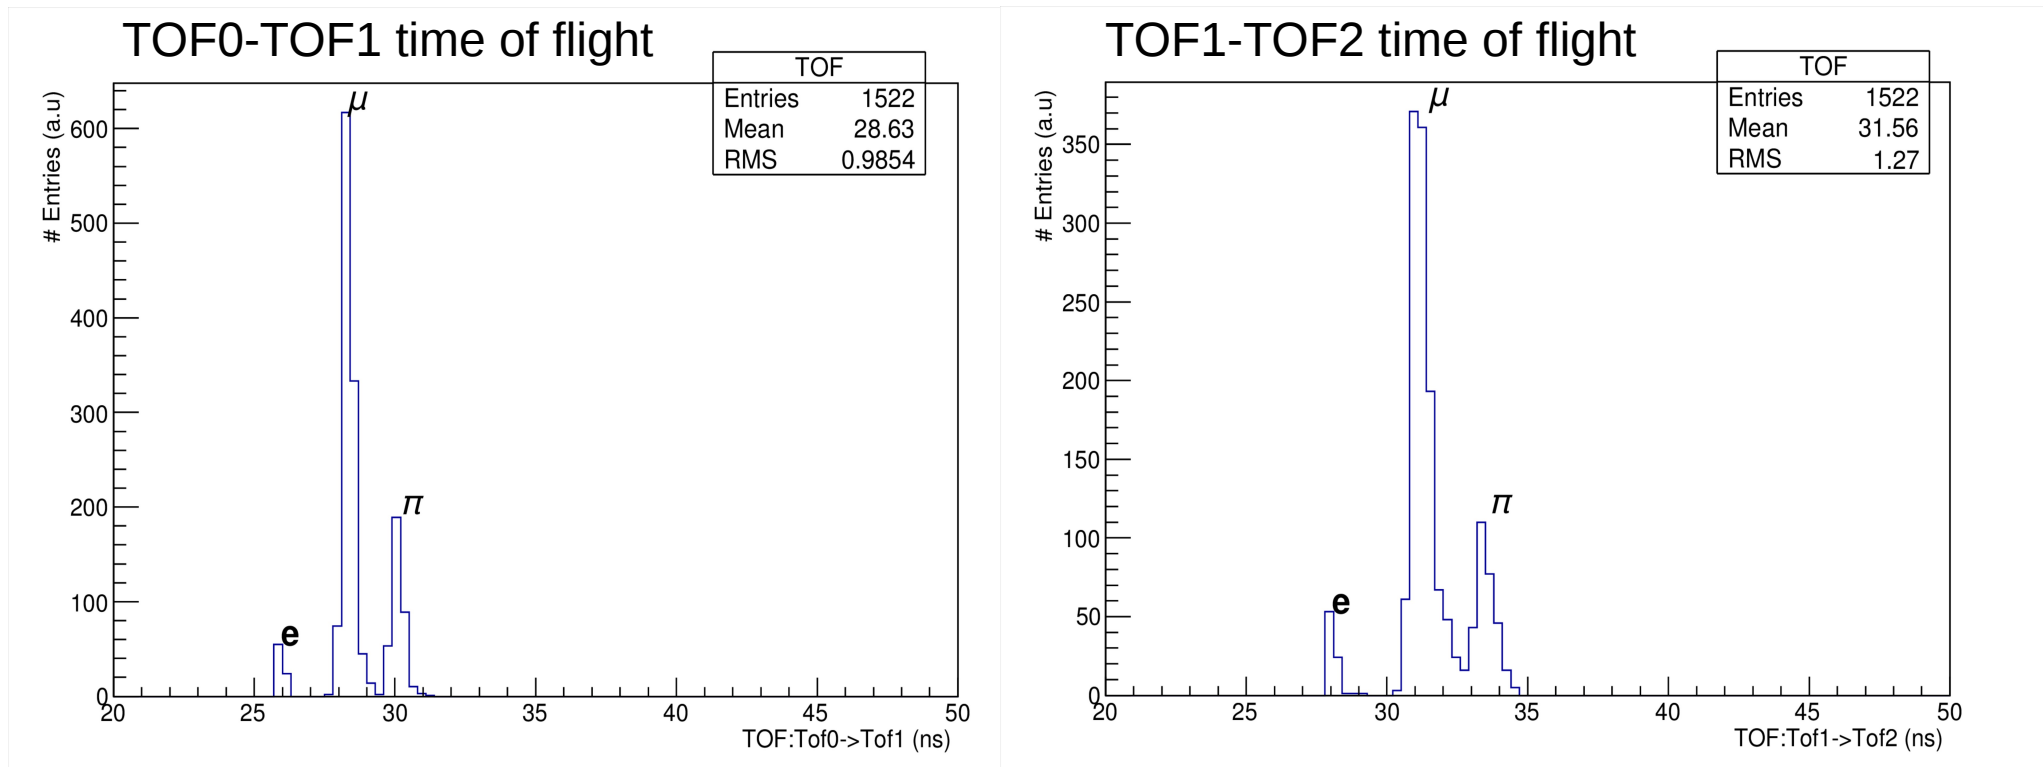 TOF0-TOF1 time of flight
TOF
Entries 1522
Mean 28.63
RMS 0.9854
# Entries (a.u)
600
500
400
300
200
100
0
μ
π
e
20 25 30 35 40 45 50
TOF:Tof0->Tof1 (ns)
TOF1-TOF2 time of flight
TOF
Entries 1522
Mean 31.56
RMS 1.27
# Entries (a.u)
350
300
250
200
150
100
50
0
μ
π
e
20 25 30 35 40 45 50
TOF:Tof1->Tof2 (ns)